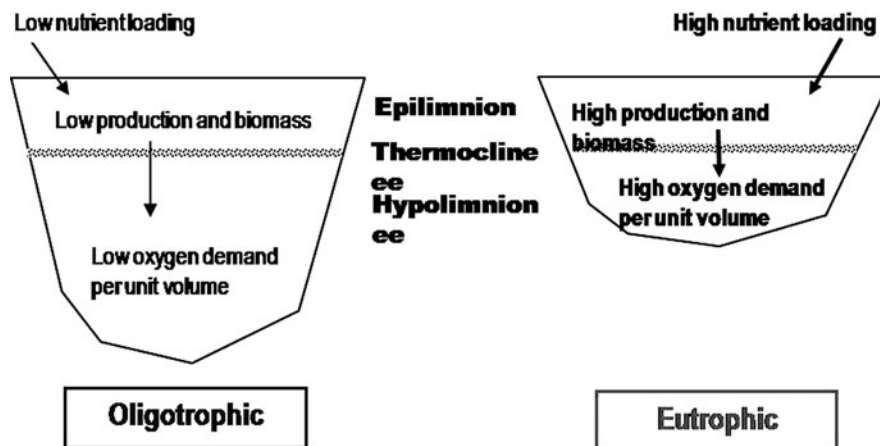 Low nutrient loading
High nutrient loading
Low production and biomass
Epilimnion
High production and
biomass
Thermoclin
ee
Hypolimnion
ee
High oxygen demand
per unit volume
Low oxygen demand
per unit volume
Oligotrophic
Eutrophic